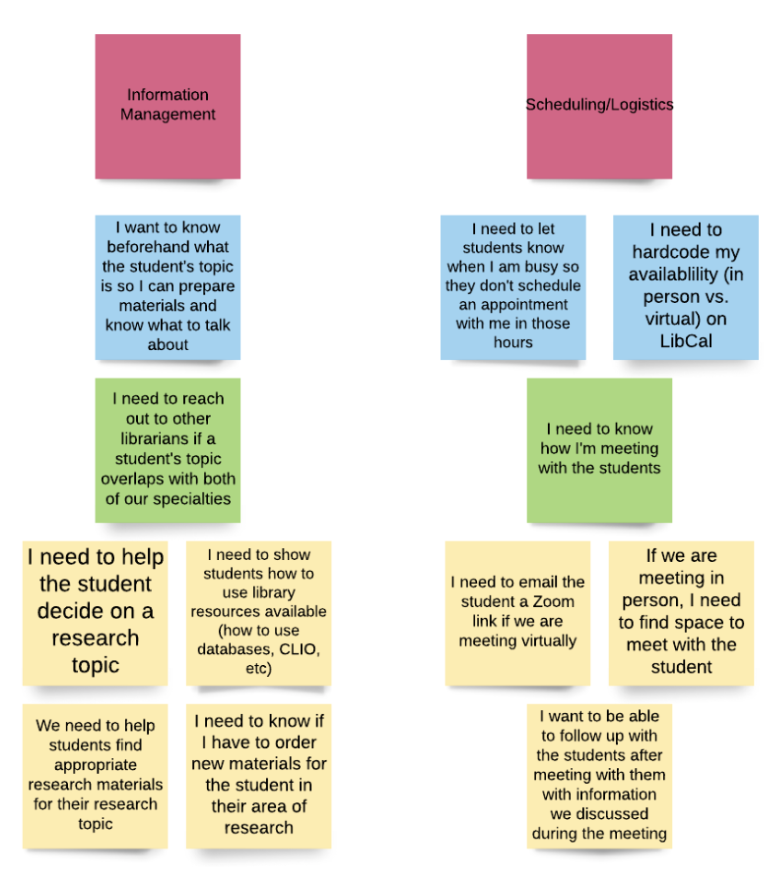 Information
Management
Scheduling/Logistics
I want to know
beforehand what
the student's topic
is so I can prepare
materials and
know what to talk
about
I need to let
students know
when I am busy so
they don't schedule
an appointment
with me in those
hours
I need to
hardcode my
availablility (in
person vs.
virtual) on
LibCal
I need to reach
out to other
librarians if a
student's topic
overlaps with both
of our specialties
I need to know
how I'm meeting
with the students
I need to help
the student
decide on a
research
topic
I need to show
students how to
use library
resources available
(how to use
databases, CLIO,
etc)
I need to email the
student a Zoom
link if we are
meeting virtually
If we are
meeting in
person, I need
to find space to
meet with the
student
We need to help
students find
appropriate
research materials
for their research
topic
I need to know if
I have to order
new materials for
the student in
their area of
research
I want to be able
to follow up with
the students after
meeting with them
with information
we discussed
during the meeting